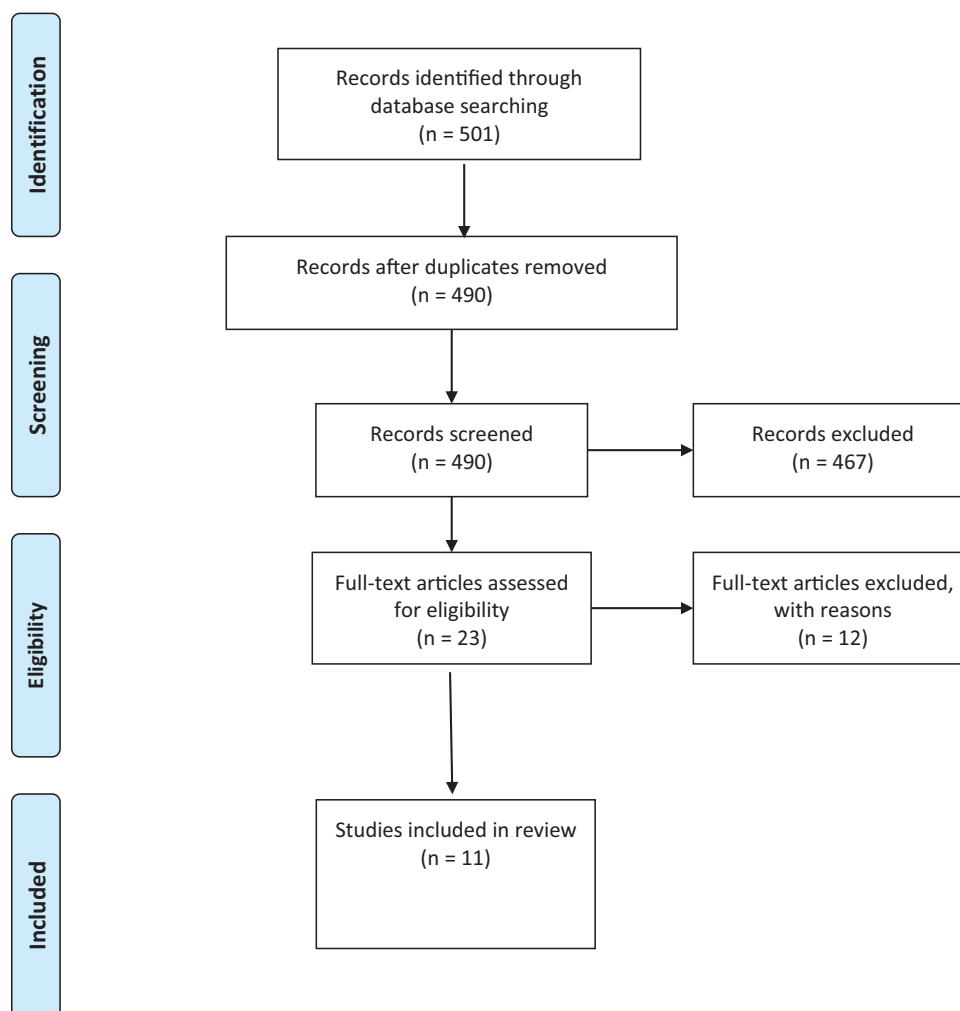 Identification
Records identified through
database searching
(n = 501)
Records after duplicates removed
(n = 490)
Screening
Records screened
(n = 490)
Records excluded
(n = 467)
Eligibility
Full-text articles assessed
for eligibility
(n = 23)
Full-text articles excluded,
with reasons
(n = 12)
Included
Studies included in review
(n = 11)